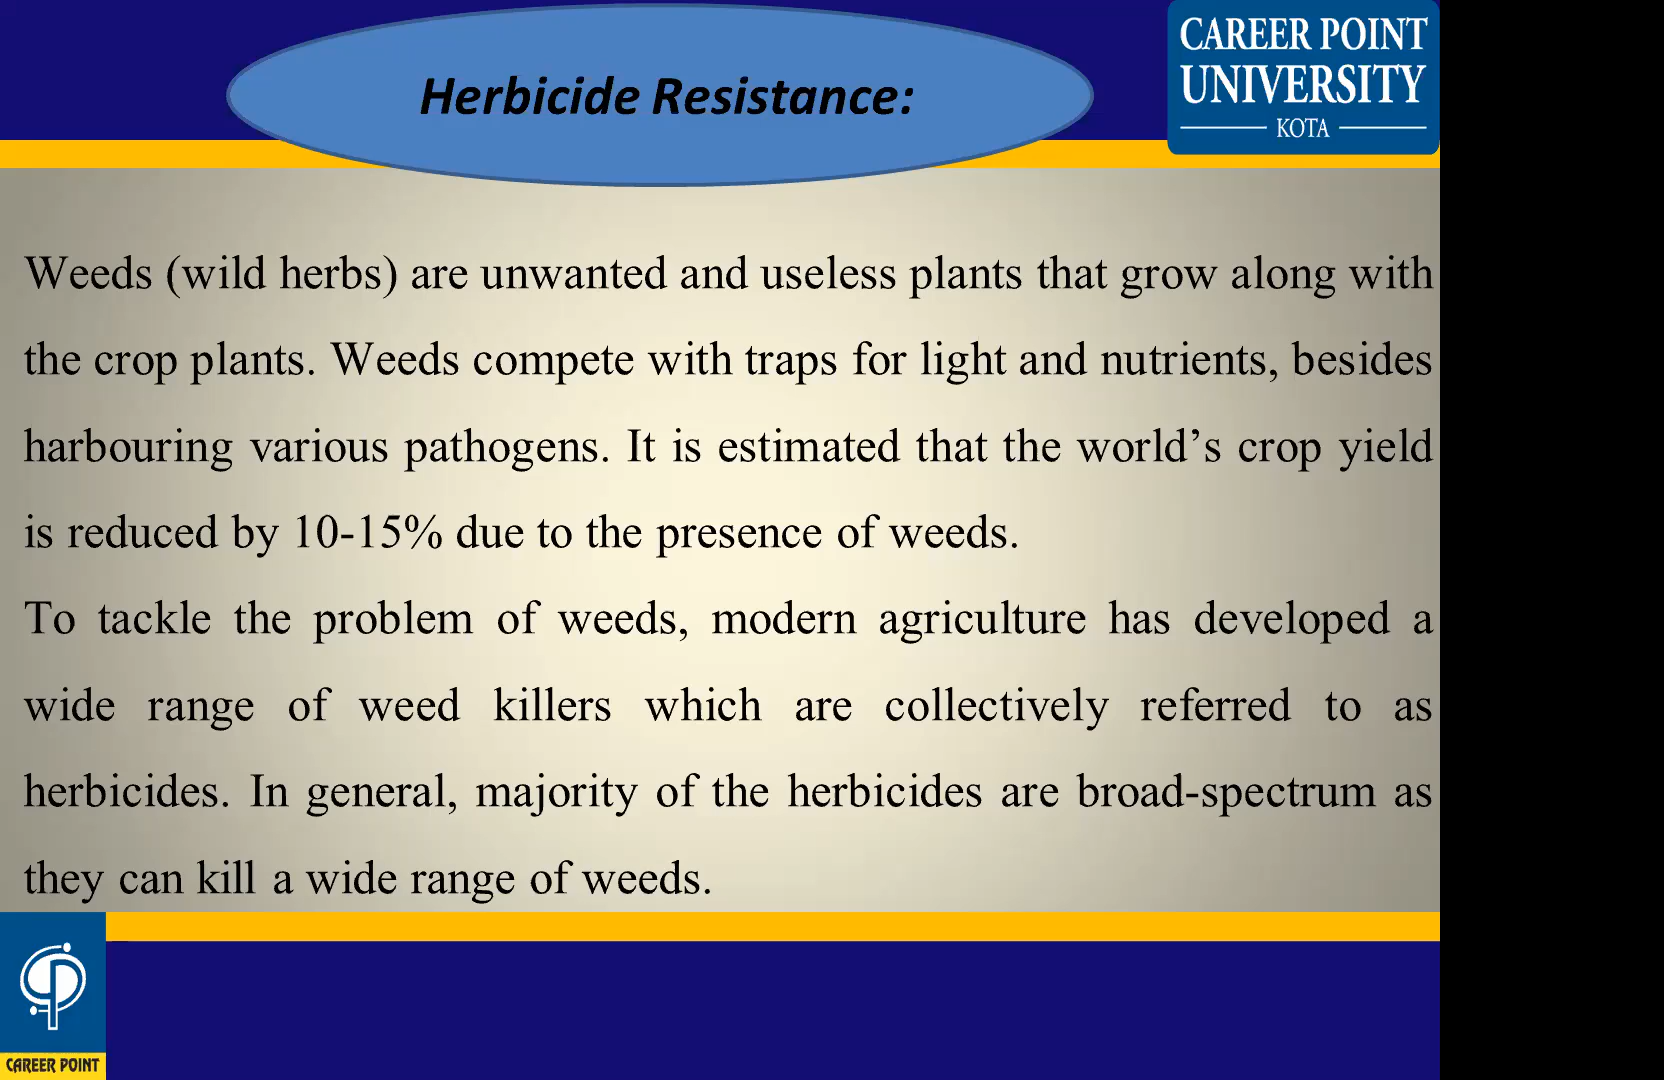 Herbicide Resistance:
CAREER POINT
UNIVERSITY
KOTA
Weeds (wild herbs) are unwanted and useless plants that grow along with
the crop plants. Weeds compete with traps for light and nutrients, besides
harbouring various pathogens. It is estimated that the world’s crop yield
is reduced by 10-15% due to the presence of weeds.
To tackle the problem of weeds, modern agriculture has developed a
wide range of weed killers which are collectively referred to as
herbicides. In general, majority of the herbicides are broad-spectrum as
they can kill a wide range of weeds.
CAREER POINT